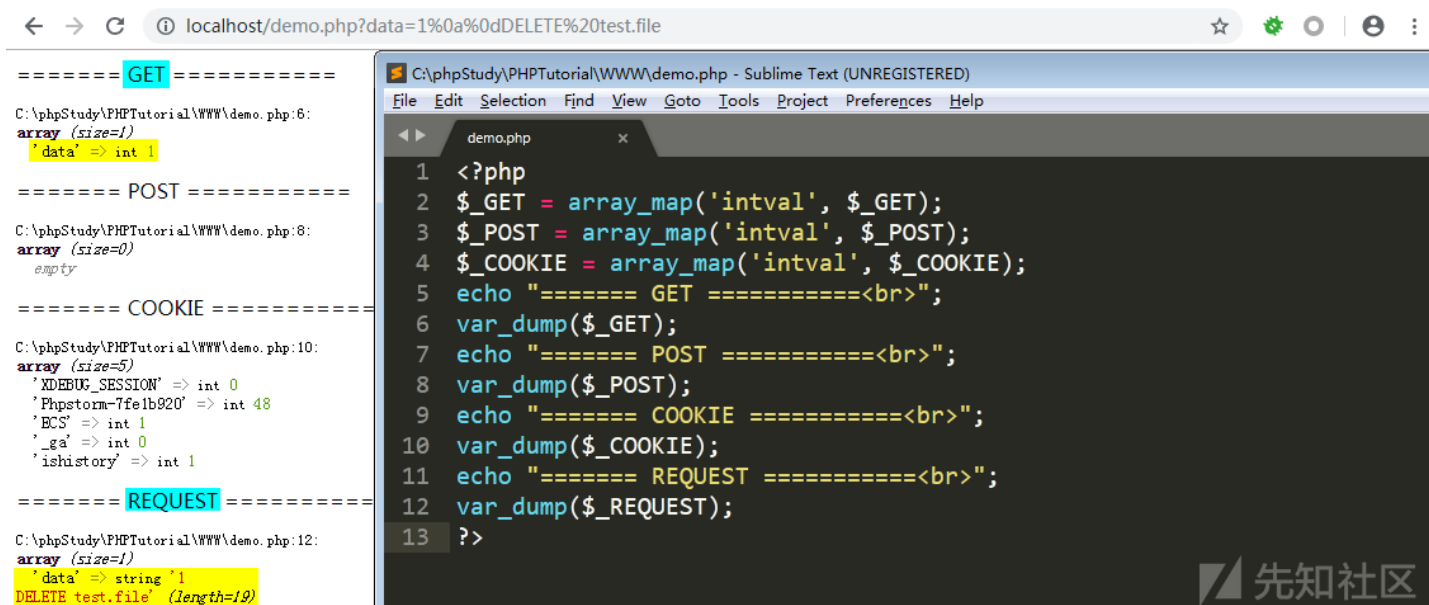 localhost/demo.php?data=1%0a%0dDELETE%20test.file
======= GET ===========
C:\phpStudy\PHPTutorial\WWW\demo.php:6:
array (size=1)
'data' => int 1
======= POST ===========
C:\phpStudy\PHPTutorial\WWW\demo.php:8:
array (size=0)
empty
======= COOKIE ===========
C:\phpStudy\PHPTutorial\WWW\demo.php:10:
array (size=5)
'XDEBUG_SESSION' => int 0
'Phpstorm-7fe1b920' => int 48
'ECS' => int 1
'_ga' => int 0
'ishistory' => int 1
======= REQUEST ==========
C:\phpStudy\PHPTutorial\WWW\demo.php:12:
array (size=1)
'data' => string '1
DELETE test.file' (length=19)
C:\phpStudy\PHPTutorial\WWW\demo.php - Sublime Text (UNREGISTERED)
File Edit Selection Find View Goto Tools Project Preferences Help
demo.php ×
1 <?php
2 $_GET = array_map('intval', $_GET);
3 $_POST = array_map('intval', $_POST);
4 $_COOKIE = array_map('intval', $_COOKIE);
5 echo "======= GET ===========<br>";
6 var_dump($_GET);
7 echo "======= POST ===========<br>";
8 var_dump($_POST);
9 echo "======= COOKIE ===========<br>";
10 var_dump($_COOKIE);
11 echo "======= REQUEST ===========<br>";
12 var_dump($_REQUEST);
13 ?>
先知社区